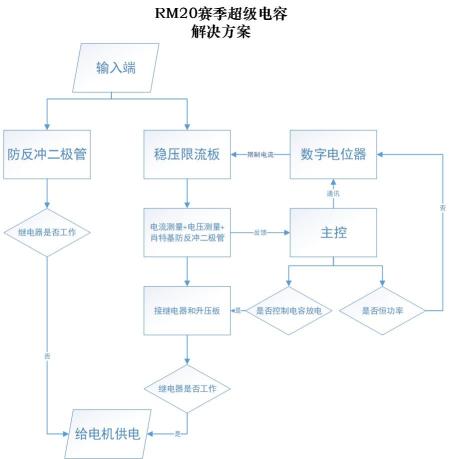 RM20赛季超级电容
解决方案
输入端
防反冲二极管
稳压限流板
限制电流
数字电位器
通讯
继电器是否工作
电流测量+电压测量+
肖特基防反冲二极管
反馈
主控
否
接继电器和升压板
是
是否控制电容放电
是否恒功率
否
继电器是否工作
给电机供电
是